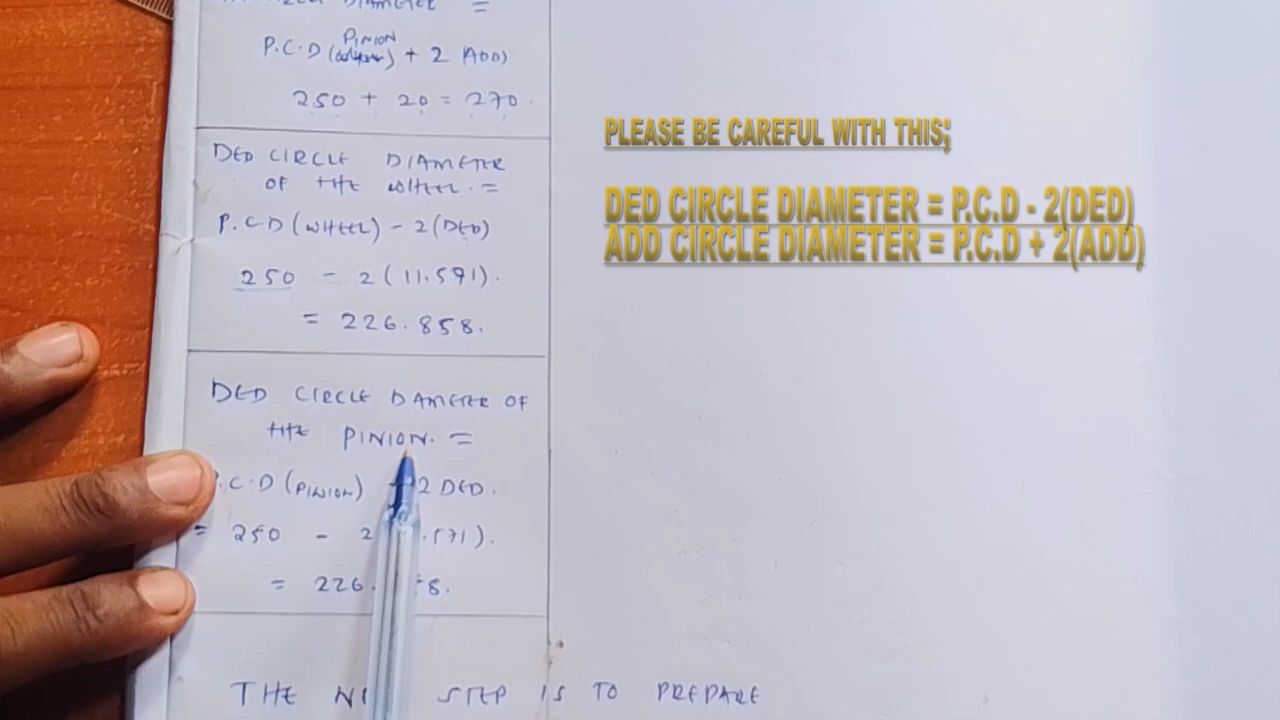 DIAMETER =
PINION
P.C.D ( ) + 2 ADD)
250 + 20 = 270.
DED CIRCLE DIAMETER
OF THE WHEEL. =
P.C.D (WHEEL) - 2(DED)
250 - 2(11.571).
= 226.858.
DED CIRCLE DAMETER OF
THE PINION. =
P.C.D (PINION) - 2 DED.
= 250 - 2 .571).
= 226. 8.
THE STEP IS TO PREPARE
PLEASE BE CAREFUL WITH THIS;
DED CIRCLE DIAMETER = P.C.D - 2(DED)
ADD CIRCLE DIAMETER = P.C.D + 2(ADD)